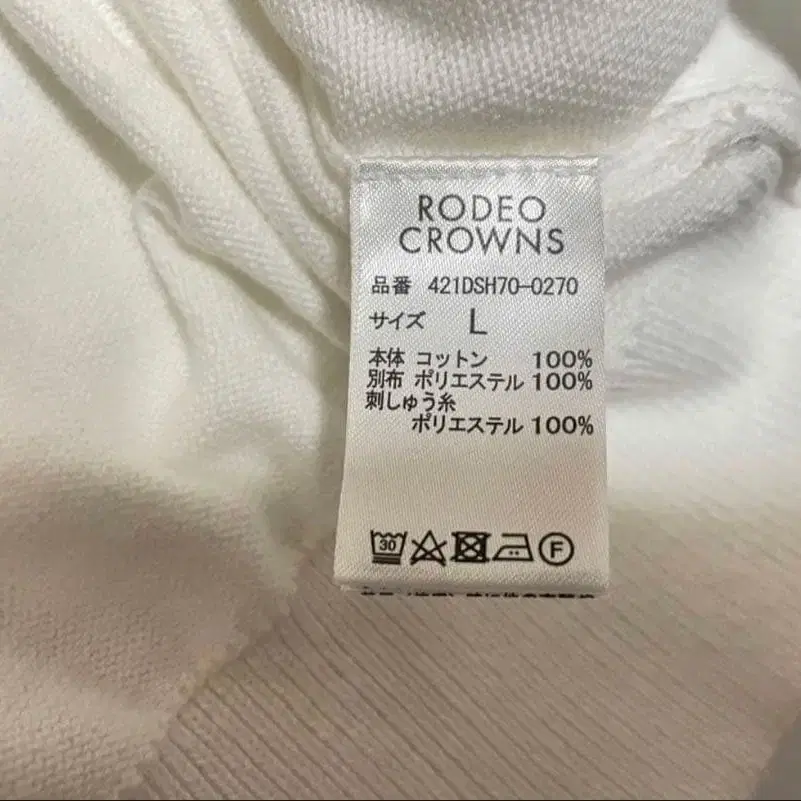 RODEO
CROWNS
品番 421DSH70-0270
サイズ L
本体 コットン 100%
別布 ポリエステル 100%
刺しゅう糸
ポリエステル 100%
30
F